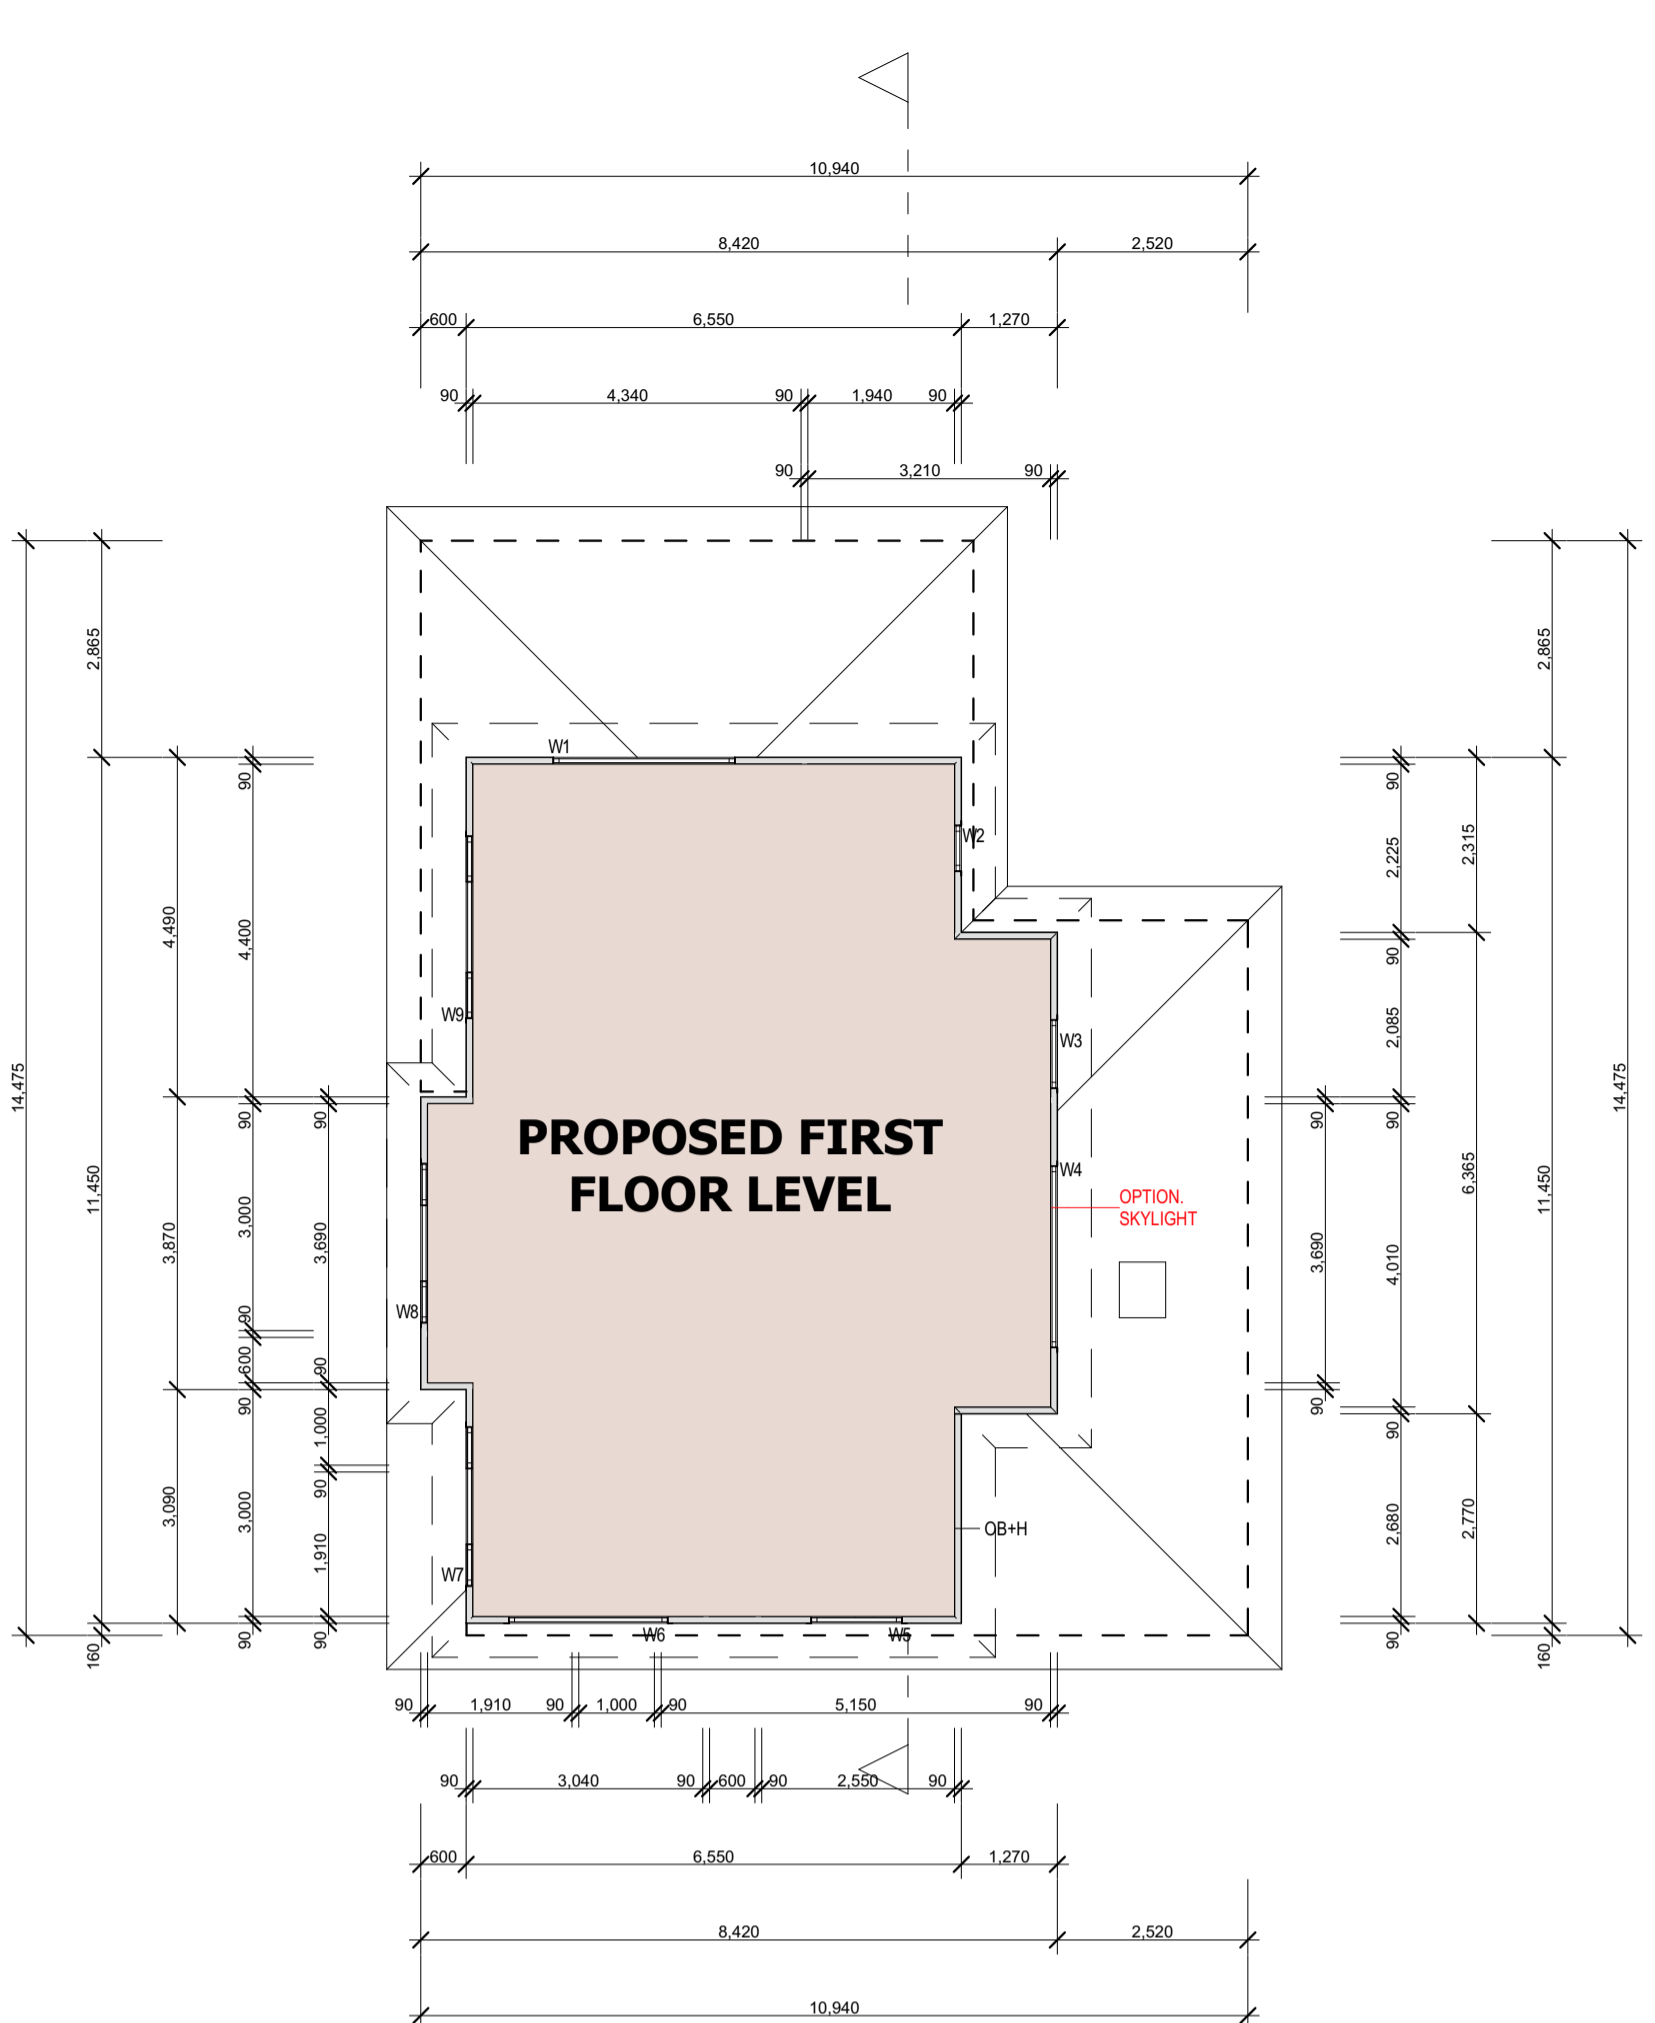 10,940
8,420 2,520
600 6,550 1,270
90 4,340 90 1,940 90
90 3,210 90
W1
W2
W9
W3
W4
W8
W7
W6 W5
PROPOSED FIRST
FLOOR LEVEL
OPTION.
SKYLIGHT
OB+H
14,475
2,865 11,450 160
4,490 3,870 3,090
90 4,400 90 3,000 90 600 90 3,000 90
90 3,690 90 1,000 90 1,910 90
90 3,690 90
90 2,225 90 2,085 90 4,010 90 2,680 90
2,315 6,365 2,770
2,865 11,450 160
14,475
90 1,910 90 1,000 90 5,150 90
90 3,040 90 600 90 2,550 90
600 6,550 1,270
8,420 2,520
10,940